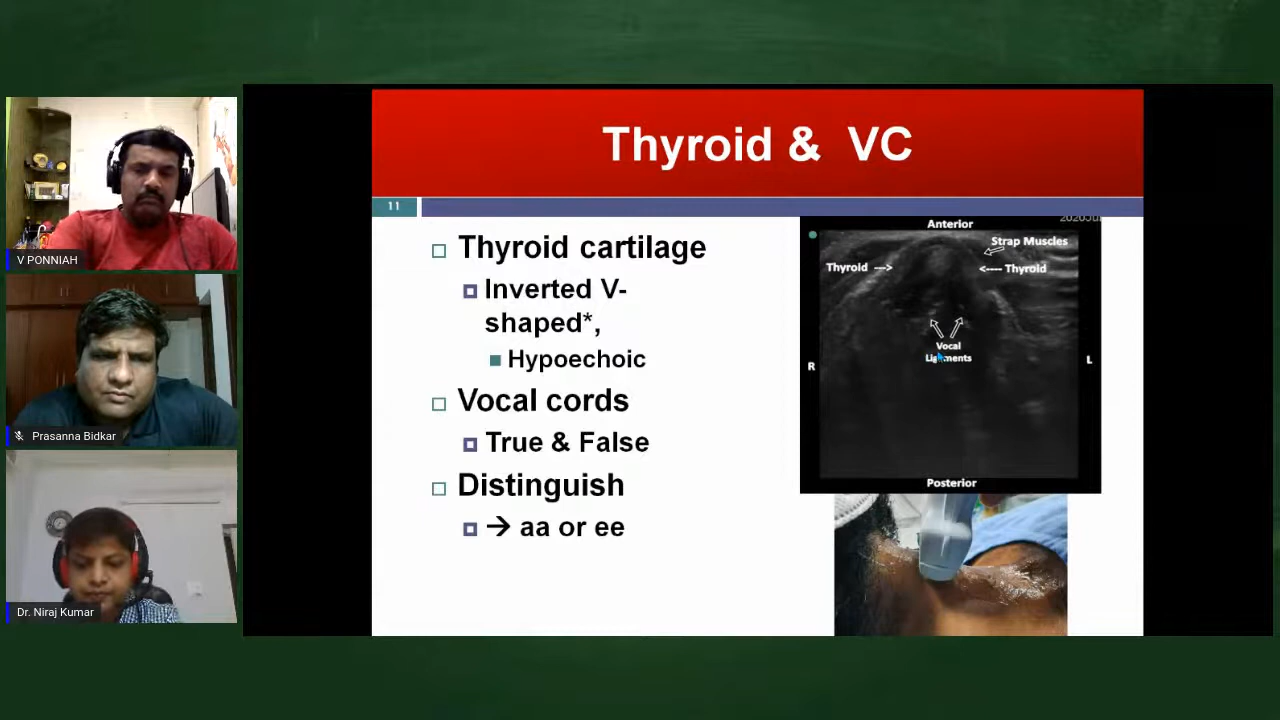 Thyroid & VC
11
Thyroid cartilage
Inverted V-
shaped*,
Hypoechoic
Vocal cords
True & False
Distinguish
→ aa or ee
Anterior
Strap Muscles
Thyroid --->
<---- Thyroid
Vocal
Ligaments
R
L
Posterior
V PONNIAH
Prasanna Bidkar
Dr. Niraj Kumar